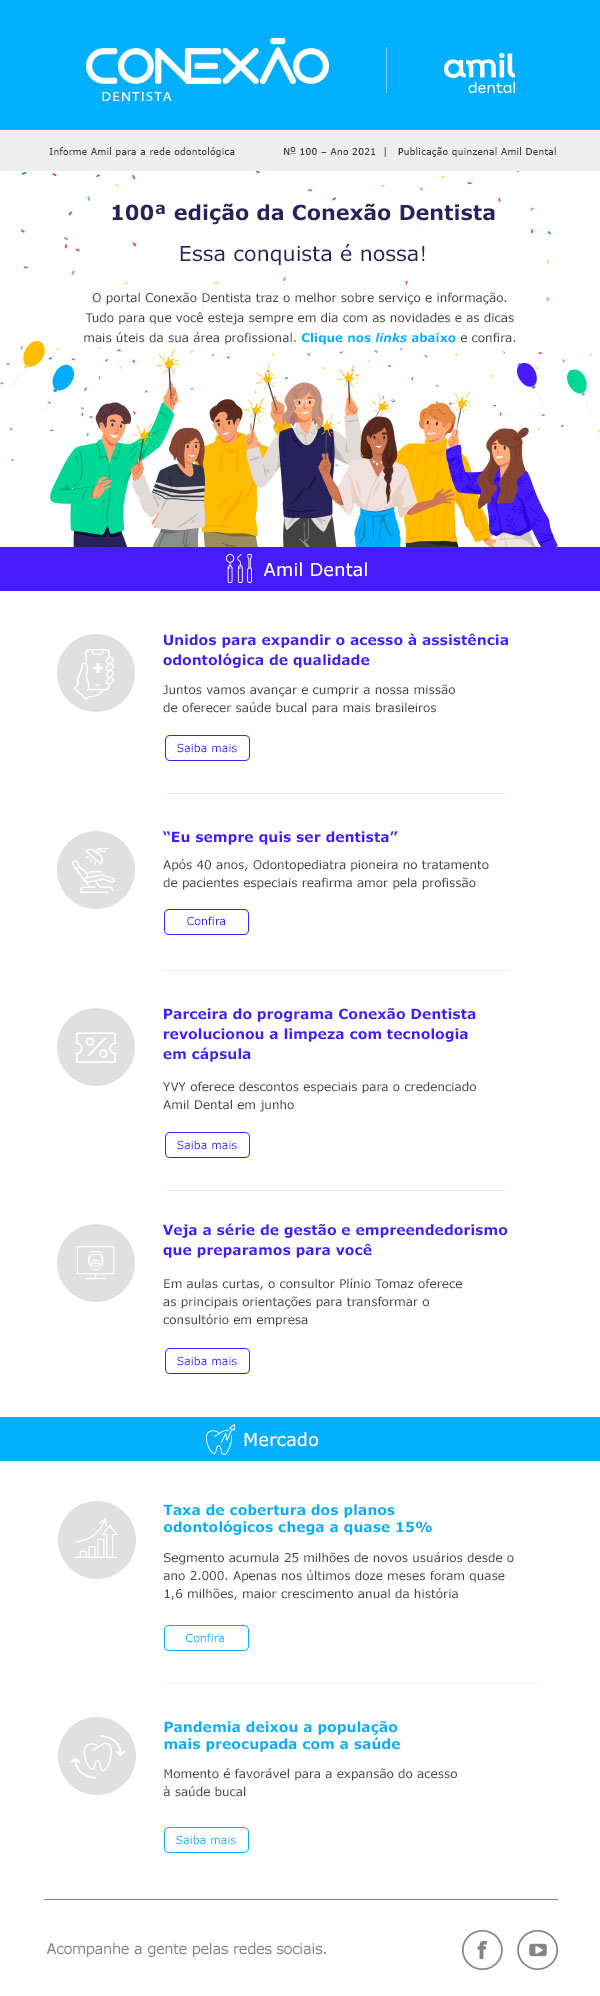 CONEXÃO
DENTISTA
amil
dental
Informe Amil para a rede odontológica
Nº 100 – Ano 2021 | Publicação quinzenal Amil Dental
100ª edição da Conexão Dentista
Essa conquista é nossa!
O portal Conexão Dentista traz o melhor sobre serviço e informação.
Tudo para que você esteja sempre em dia com as novidades e as dicas
mais úteis da sua área profissional. Clique nos links abaixo e confira.
Amil Dental
Unidos para expandir o acesso à assistência
odontológica de qualidade
Juntos vamos avançar e cumprir a nossa missão
de oferecer saúde bucal para mais brasileiros
Saiba mais
“Eu sempre quis ser dentista”
Após 40 anos, Odontopediatra pioneira no tratamento
de pacientes especiais reafirma amor pela profissão
Confira
Parceira do programa Conexão Dentista
revolucionou a limpeza com tecnologia
em cápsula
YVY oferece descontos especiais para o credenciado
Amil Dental em junho
Saiba mais
Veja a série de gestão e empreendedorismo
que preparamos para você
Em aulas curtas, o consultor Plínio Tomaz oferece
as principais orientações para transformar o
consultório em empresa
Saiba mais
Mercado
Taxa de cobertura dos planos
odontológicos chega a quase 15%
Segmento acumula 25 milhões de novos usuários desde o
ano 2.000. Apenas nos últimos doze meses foram quase
1,6 milhões, maior crescimento anual da história
Confira
Pandemia deixou a população
mais preocupada com a saúde
Momento é favorável para a expansão do acesso
à saúde bucal
Saiba mais
Acompanhe a gente pelas redes sociais.